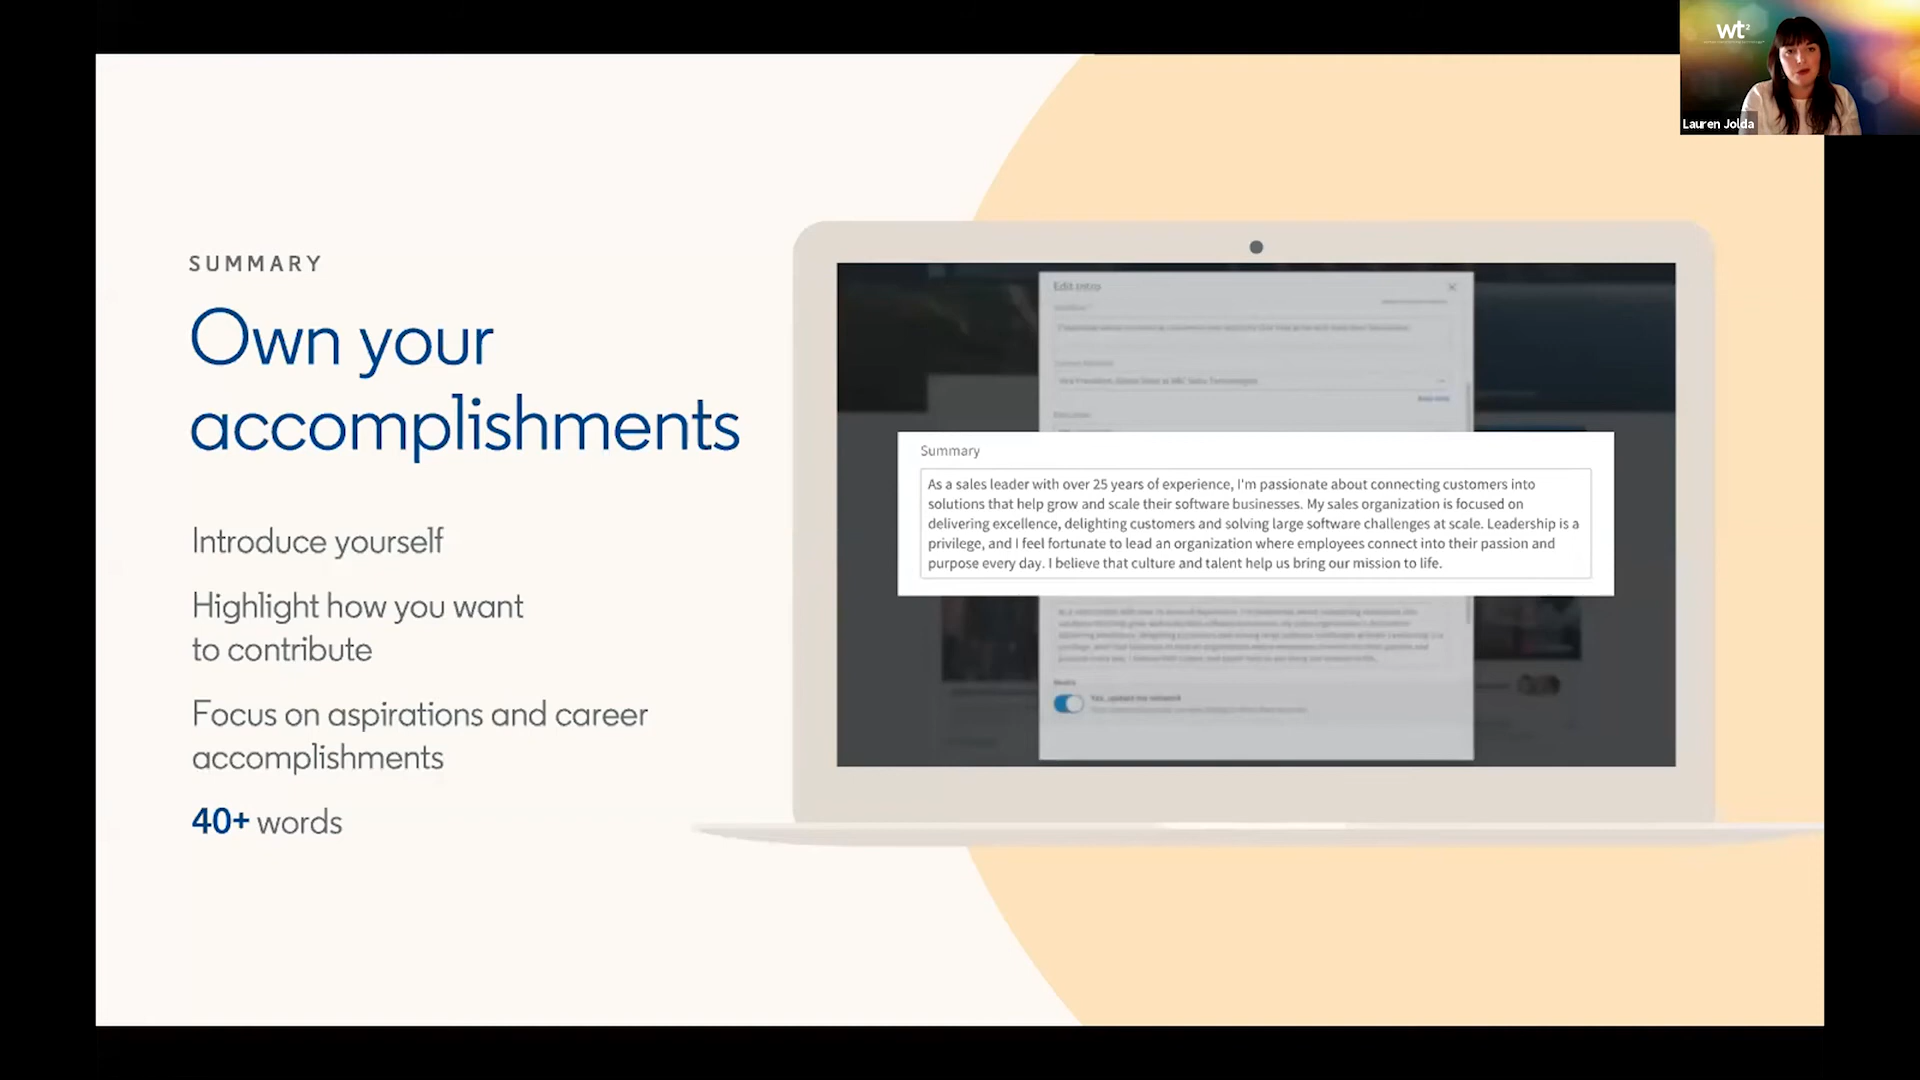 wt²
Lauren Jolda
SUMMARY
Own your
accomplishments
Introduce yourself
Highlight how you want
to contribute
Focus on aspirations and career
accomplishments
40+ words
Edit intro
Summary
As a sales leader with over 25 years of experience, I'm passionate about connecting customers into
solutions that help grow and scale their software businesses. My sales organization is focused on
delivering excellence, delighting customers and solving large software challenges at scale. Leadership is a
privilege, and I feel fortunate to lead an organization where employees connect into their passion and
purpose every day. I believe that culture and talent help us bring our mission to life.